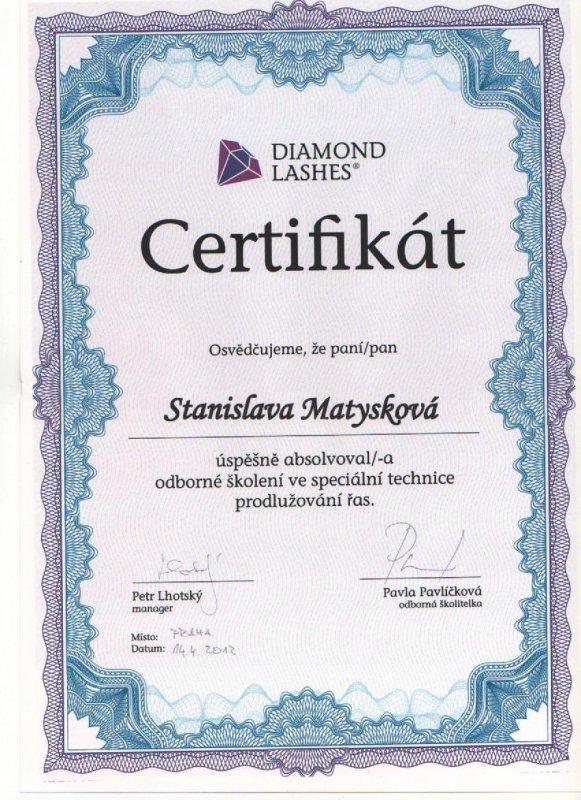 DIAMOND
LASHES®
Certifikát
Osvědčujeme, že paní/pan
Stanislava Matysková
úspěšně absolvoval/-a
odborné školení ve speciální technice
prodlužování řas.
Petr Lhotský
manager
Pavla Pavlíčková
odborná školitelka
Místo: PRAHA
Datum: 14.4. 2012